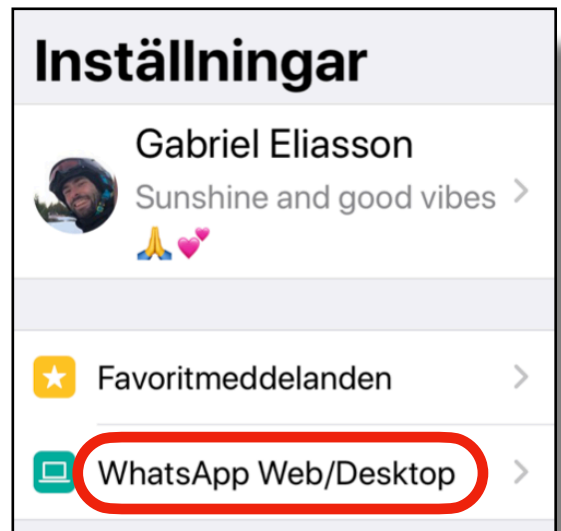 Inställningar
Gabriel Eliasson
Sunshine and good vibes
🙏💕
Favoritmeddelanden
WhatsApp Web/Desktop